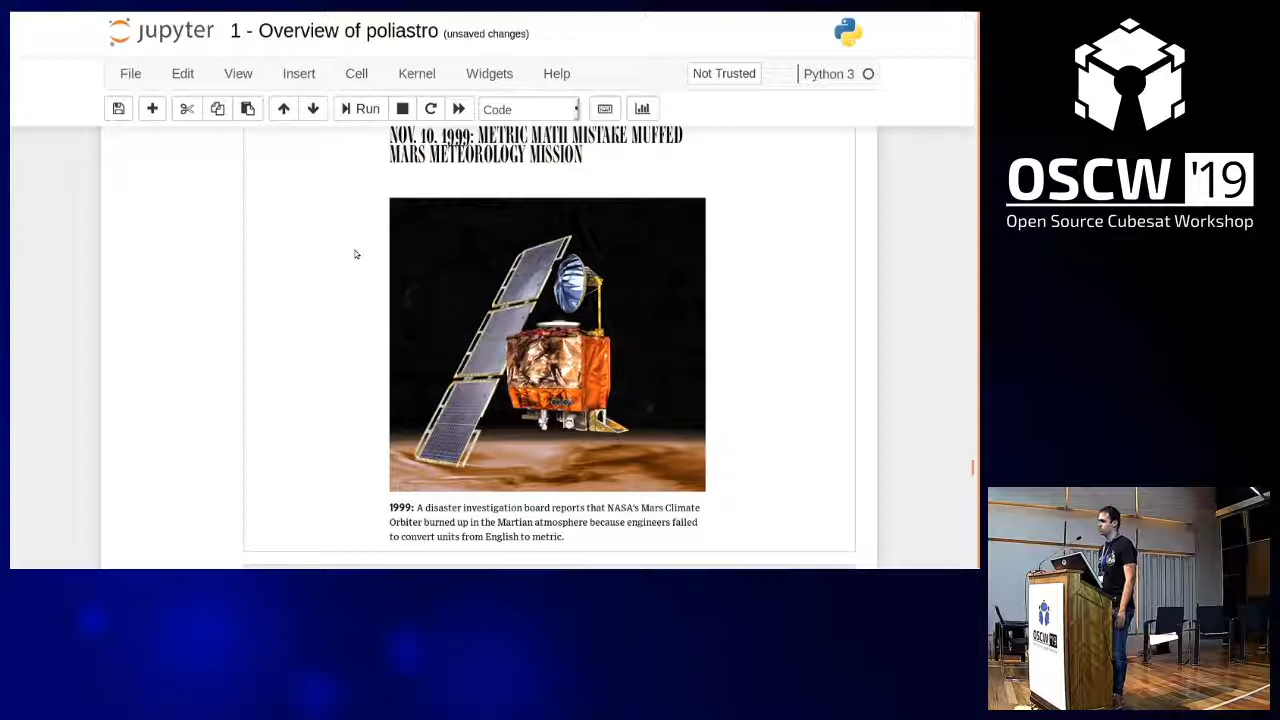 jupyter 1 - Overview of poliastro (unsaved changes)
File Edit View Insert Cell Kernel Widgets Help Not Trusted Python 3
Run Code
NOV. 10, 1999: METRIC MATH MISTAKE MUFFED
MARS METEOROLOGY MISSION
1999: A disaster investigation board reports that NASA's Mars Climate
Orbiter burned up in the Martian atmosphere because engineers failed
to convert units from English to metric.
OSCW '19
Open Source Cubesat Workshop
OSCW '19